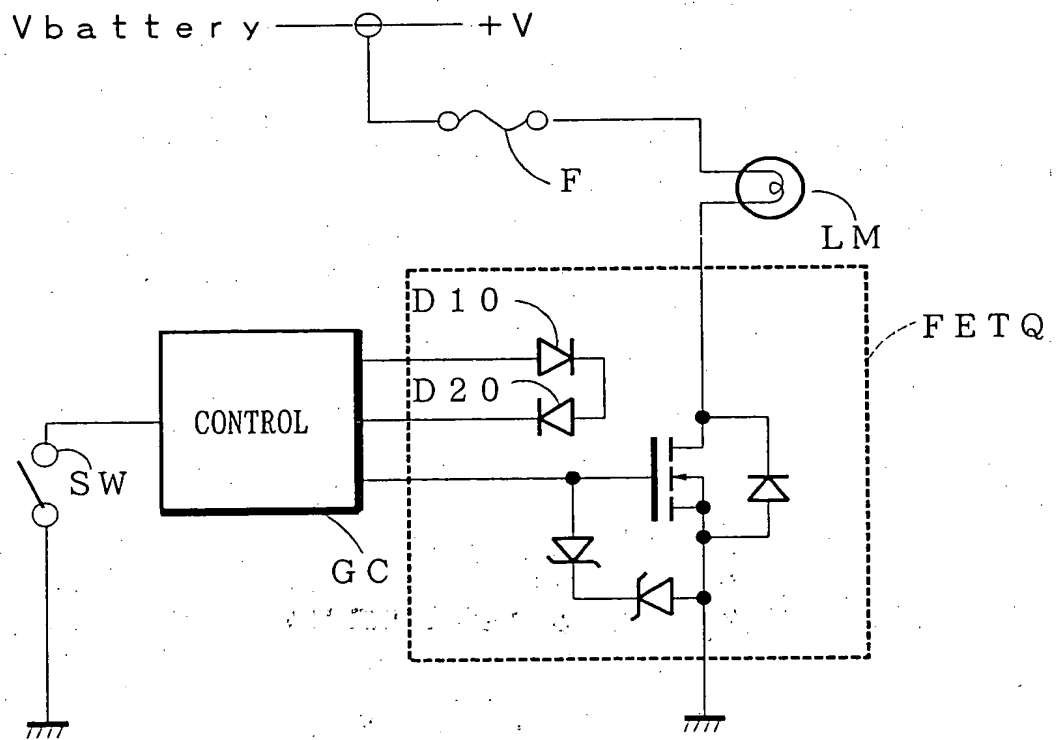 Vbattery +V
F
LM
D10
FETQ
D20
CONTROL
SW
GC